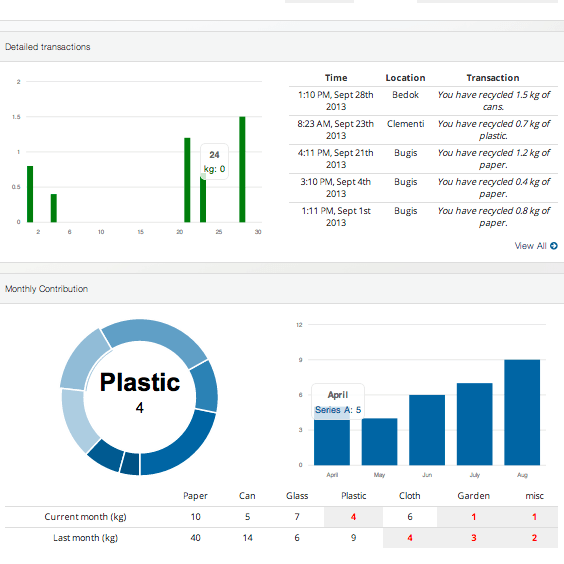 Detailed transactions
2
1.5
1
0.5
0
2 6 10 15 20 25 30
24
kg: 0
Time Location Transaction
1:10 PM, Sept 28th 2013 Bedok You have recycled 1.5 kg of cans.
8:23 AM, Sept 23th 2013 Clementi You have recycled 0.7 kg of plastic.
4:11 PM, Sept 21th 2013 Bugis You have recycled 1.2 kg of paper.
3:10 PM, Sept 4th 2013 Bugis You have recycled 0.4 kg of paper.
1:11 PM, Sept 1st 2013 Bugis You have recycled 0.8 kg of paper.
View All
Monthly Contribution
Plastic
4
12
9
6
3
0
April
Series A: 5
April May Jun July Aug
Paper Can Glass Plastic Cloth Garden misc
Current month (kg) 10 5 7 4 6 1 1
Last month (kg) 40 14 6 9 4 3 2